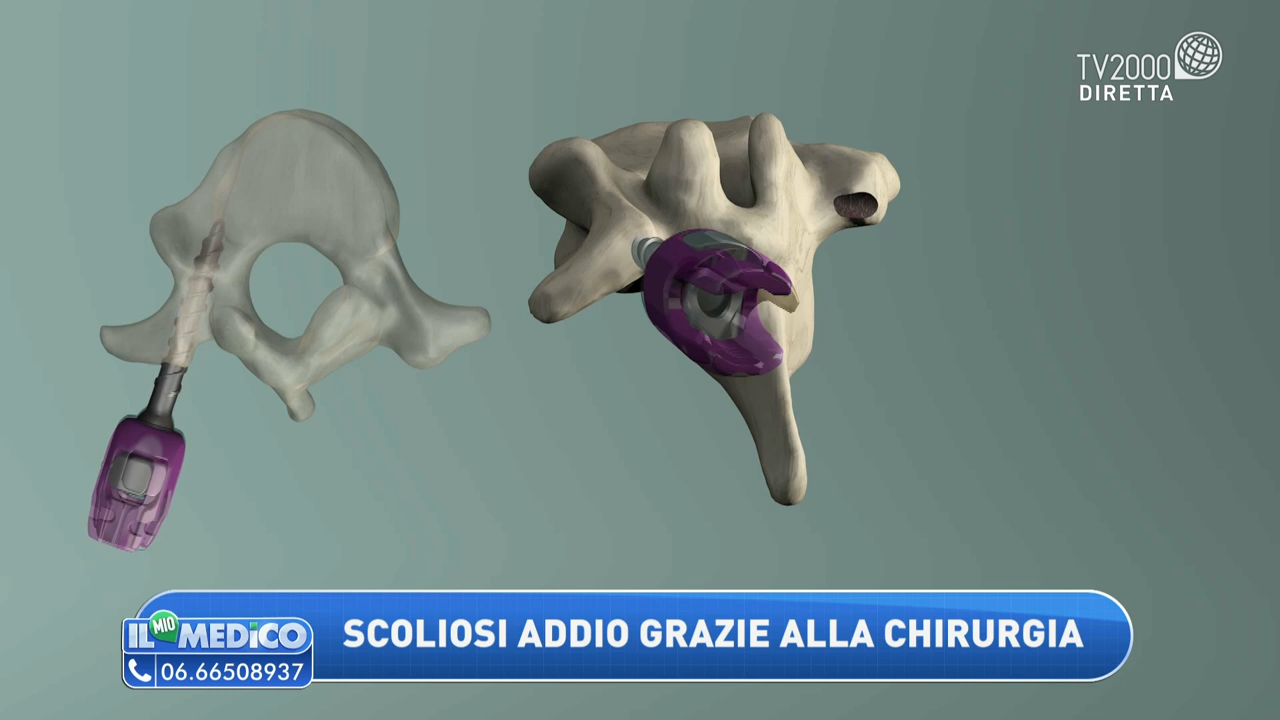 TV2000
DIRETTA
IL MIO MEDICO
06.66508937
SCOLIOSI ADDIO GRAZIE ALLA CHIRURGIA